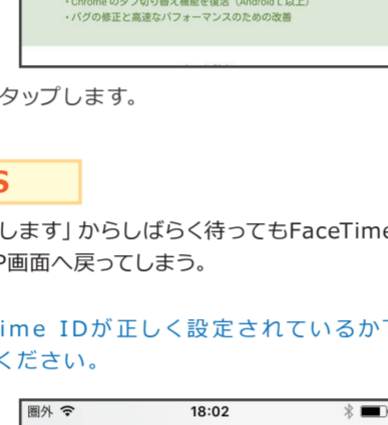 ・Chromeのタブ切り替え機能を復活（Android L 以上）
・バグの修正と高速なパフォーマンスのための改善
タップします。
S
します」からしばらく待ってもFaceTime
P画面へ戻ってしまう。
ime IDが正しく設定されているか
ください。
圏外 18:02